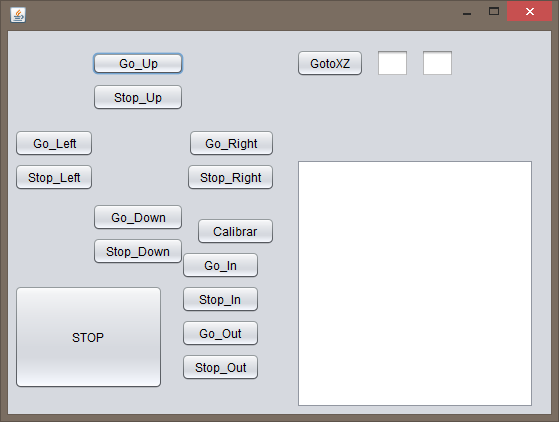 Go_Up
GotoXZ
Stop_Up
Go_Left
Go_Right
Stop_Left
Stop_Right
Go_Down
Calibrar
Stop_Down
Go_In
Stop_In
STOP
Go_Out
Stop_Out